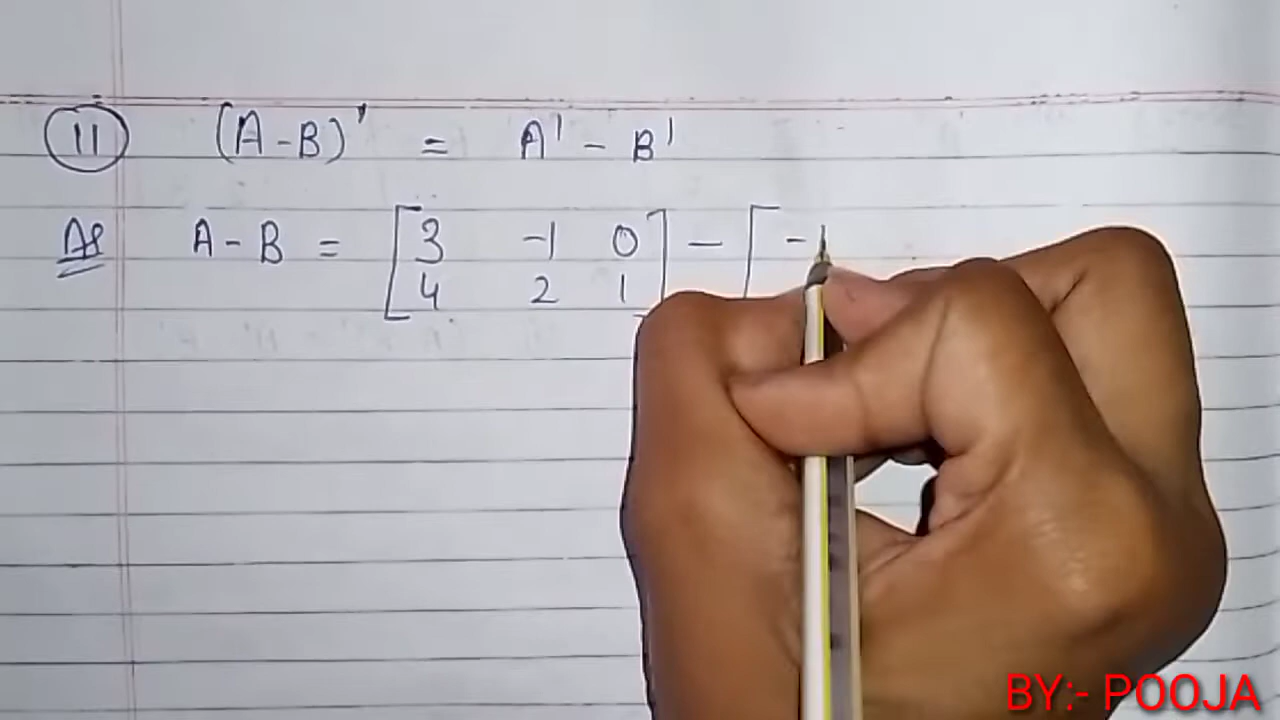 11 (A-B)' = A' - B'
As A-B = [3 -1 0] - [-1
[4 2 1
BY:- POOJA